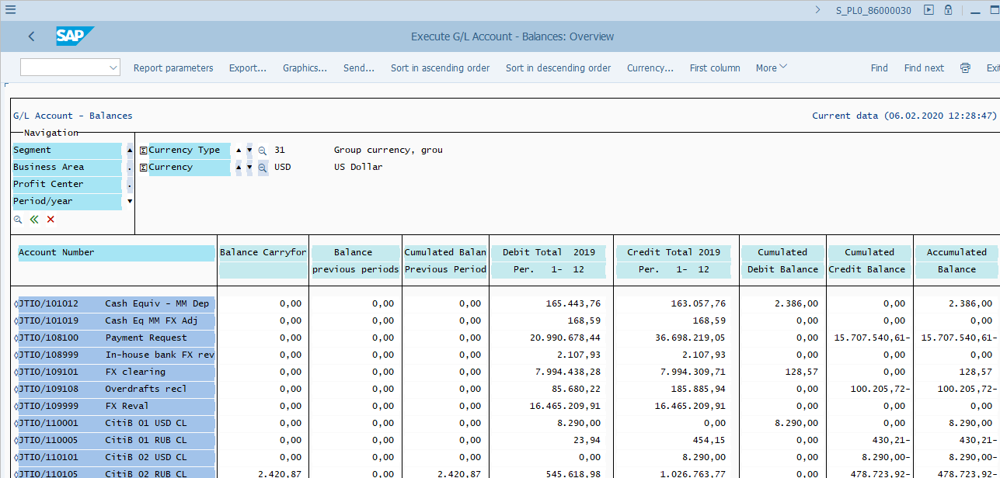 S_PL0_86000030
SAP Execute G/L Account - Balances: Overview
Report parameters Export... Graphics... Send... Sort in ascending order Sort in descending order Currency... First column More Find Find next Exit
G/L Account - Balances Current data (06.02.2020 12:28:47)
Navigation
Segment Currency Type 31 Group currency, grou
Business Area Currency USD US Dollar
Profit Center
Period/year
Account Number Balance Carryfor Balance Cumulated Balan Debit Total 2019 Credit Total 2019 Cumulated Cumulated Accumulated
previous periods Previous Period Per. 1- 12 Per. 1- 12 Debit Balance Credit Balance Balance
JTIO/101012 Cash Equiv - MM Dep 0,00 0,00 0,00 165.443,76 163.057,76 2.386,00 0,00 2.386,00
JTIO/101019 Cash Eq MM FX Adj 0,00 0,00 0,00 168,59 168,59 0,00 0,00 0,00
JTIO/108100 Payment Request 0,00 0,00 0,00 20.990.678,44 36.698.219,05 0,00 15.707.540,61- 15.707.540,61-
JTIO/108999 In-house bank FX rev 0,00 0,00 0,00 2.107,93 2.107,93 0,00 0,00 0,00
JTIO/109101 FX clearing 0,00 0,00 0,00 7.994.438,28 7.994.309,71 128,57 0,00 128,57
JTIO/109108 Overdrafts recl 0,00 0,00 0,00 85.680,22 185.885,94 0,00 100.205,72- 100.205,72-
JTIO/109999 FX Reval 0,00 0,00 0,00 16.465.209,91 16.465.209,91 0,00 0,00 0,00
JTIO/110001 CitiB 01 USD CL 0,00 0,00 0,00 8.290,00 0,00 8.290,00 0,00 8.290,00
JTIO/110005 CitiB 01 RUB CL 0,00 0,00 0,00 23,94 454,15 0,00 430,21- 430,21-
JTIO/110101 CitiB 02 USD CL 0,00 0,00 0,00 0,00 8.290,00 0,00 8.290,00- 8.290,00-
JTIO/110105 CitiB 02 RUB CL 2.420,87 0,00 2.420,87 545.618,98 1.026.763,77 0,00 478.723,92- 478.723,92-